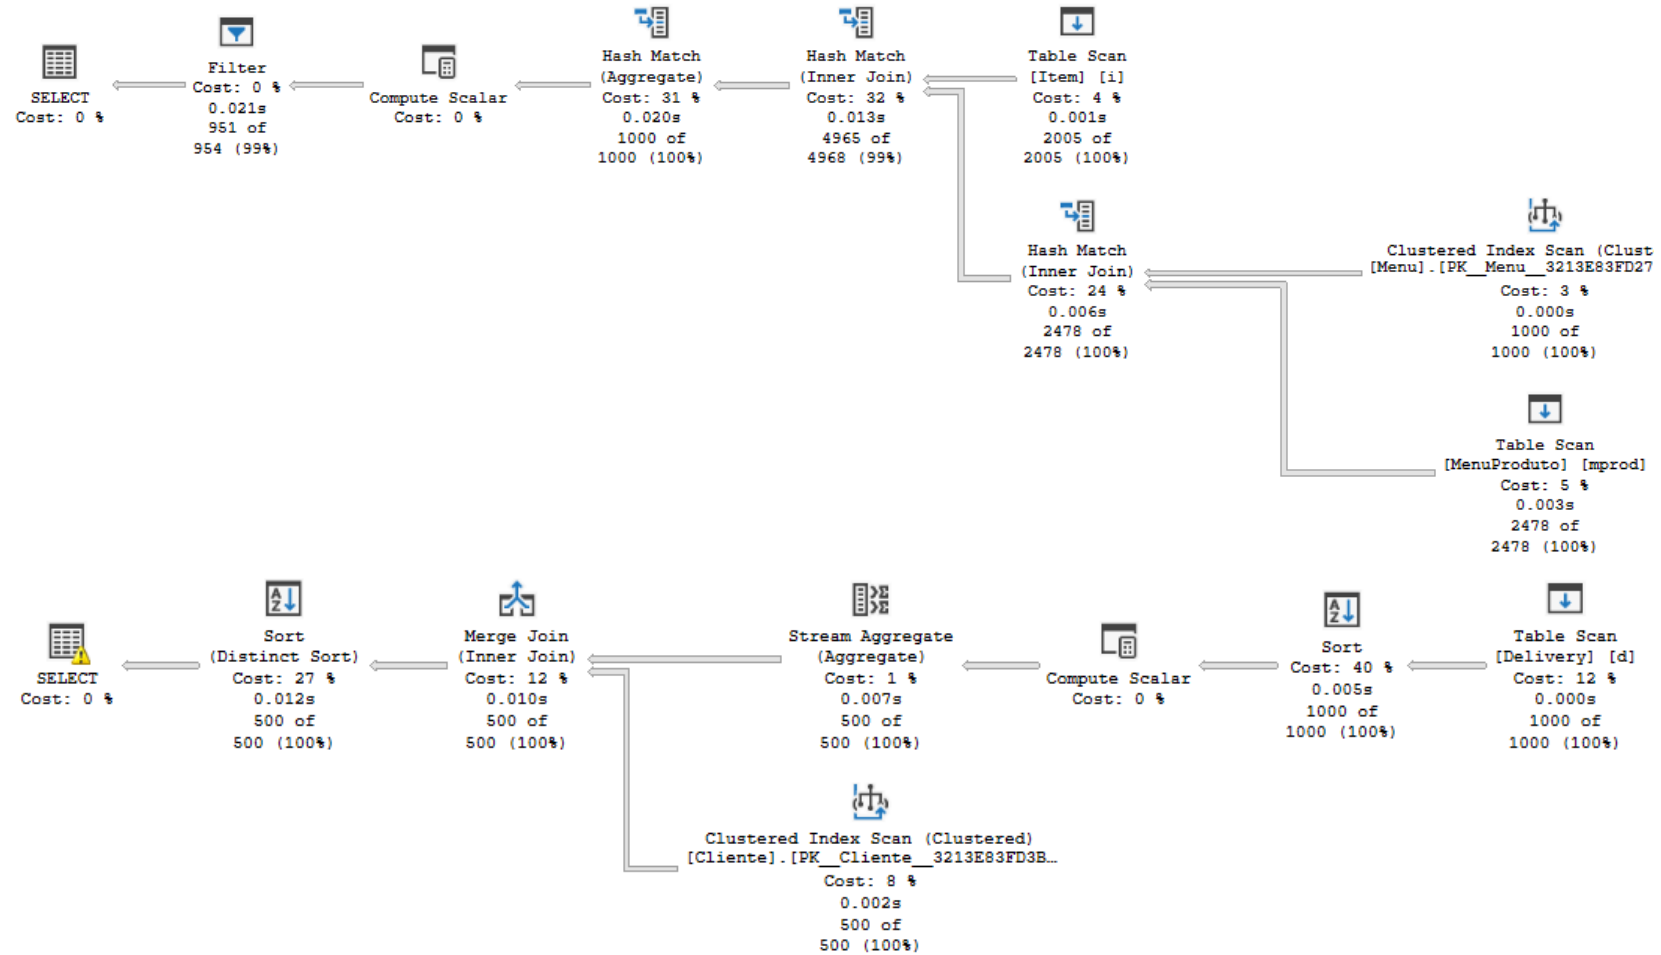 SELECT
Cost: 0 %
Filter
Cost: 0 %
0.021s
951 of
954 (99%)
Compute Scalar
Cost: 0 %
Hash Match
(Aggregate)
Cost: 31 %
0.020s
1000 of
1000 (100%)
Hash Match
(Inner Join)
Cost: 32 %
0.013s
4965 of
4968 (99%)
Table Scan
[Item] [i]
Cost: 4 %
0.001s
2005 of
2005 (100%)
Hash Match
(Inner Join)
Cost: 24 %
0.006s
2478 of
2478 (100%)
Clustered Index Scan (Clust
[Menu].[PK__Menu__3213E83FD27
Cost: 3 %
0.000s
1000 of
1000 (100%)
Table Scan
[MenuProduto] [mprod]
Cost: 5 %
0.003s
2478 of
2478 (100%)
SELECT
Cost: 0 %
Sort
(Distinct Sort)
Cost: 27 %
0.012s
500 of
500 (100%)
Merge Join
(Inner Join)
Cost: 12 %
0.010s
500 of
500 (100%)
Stream Aggregate
(Aggregate)
Cost: 1 %
0.007s
500 of
500 (100%)
Compute Scalar
Cost: 0 %
Sort
Cost: 40 %
0.005s
1000 of
1000 (100%)
Table Scan
[Delivery] [d]
Cost: 12 %
0.000s
1000 of
1000 (100%)
Clustered Index Scan (Clustered)
[Cliente].[PK__Cliente__3213E83FD3B…
Cost: 8 %
0.002s
500 of
500 (100%)